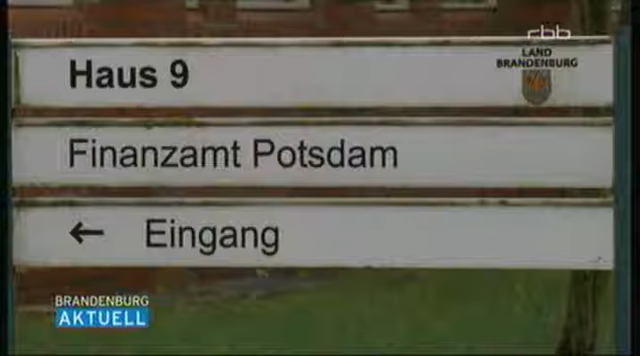 rbb
LAND
BRANDENBURG
Haus 9
Finanzamt Potsdam
← Eingang
BRANDENBURG
AKTUELL